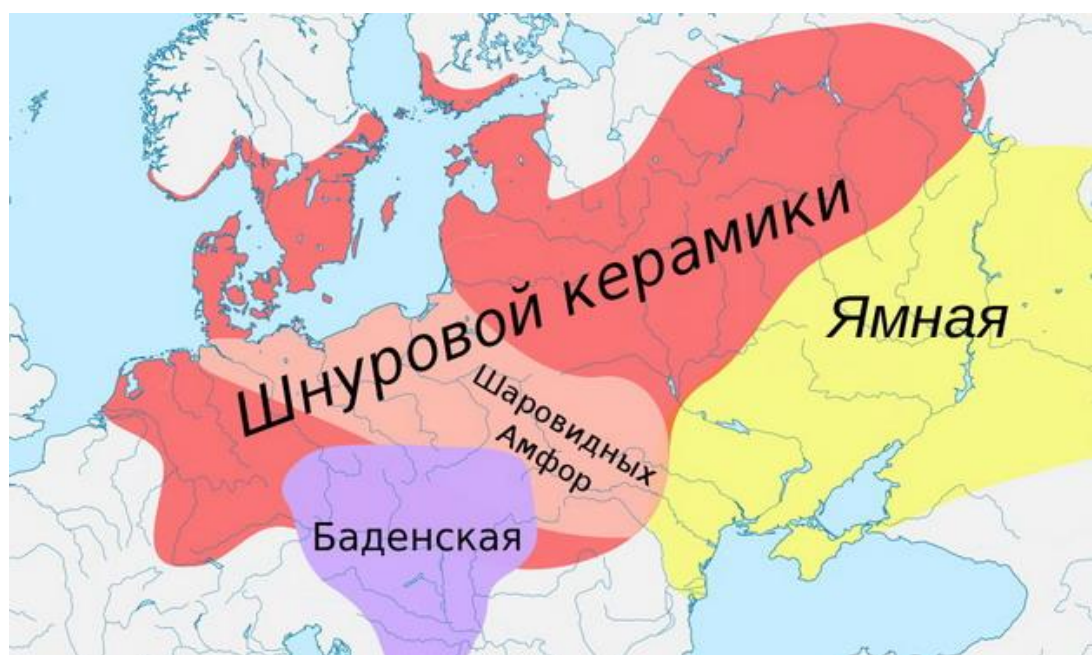 Шнуровой керамики
Ямная
Шаровидных
Амфор
Баденская